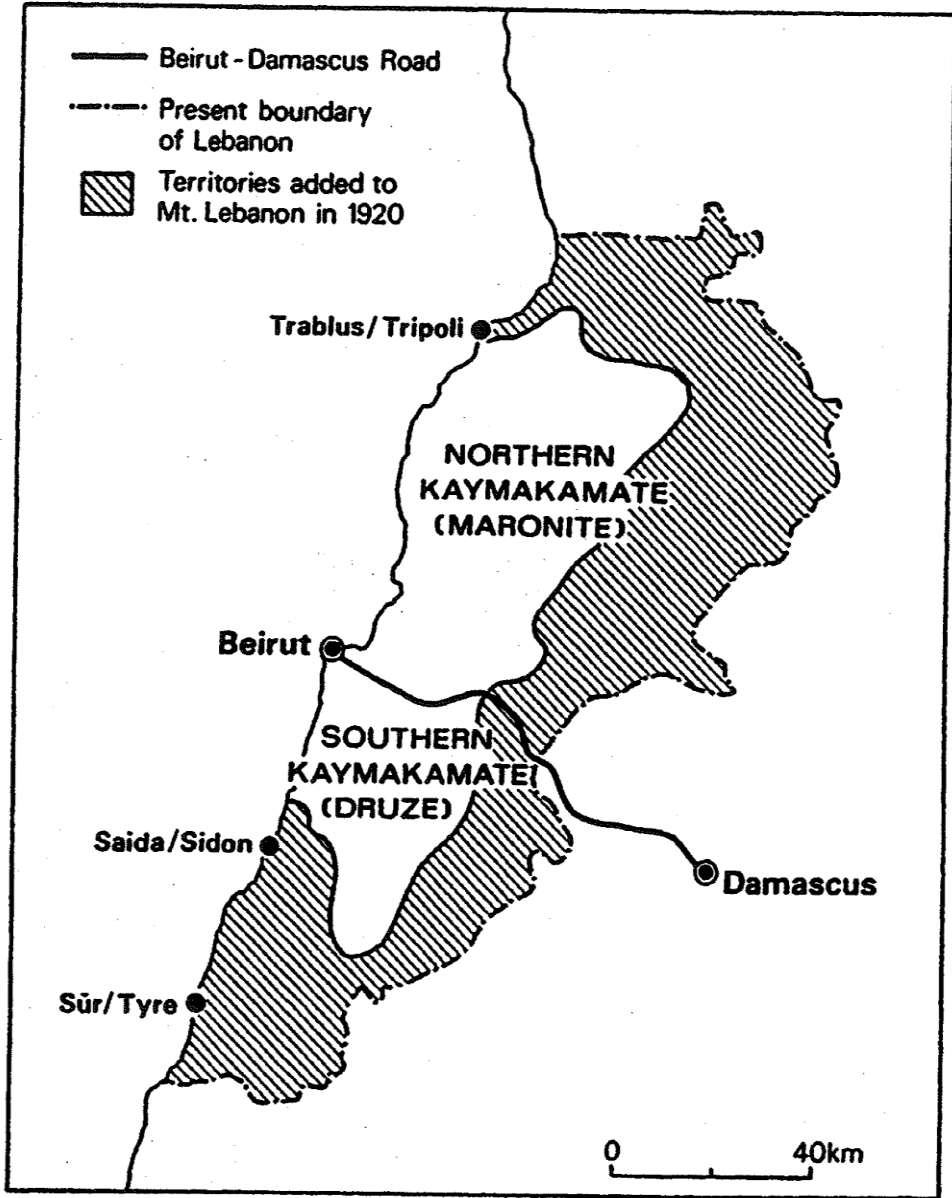 Beirut-Damascus Road
Present boundary
of Lebanon
Territories added to
Mt. Lebanon in 1920
Trablus/Tripoli
NORTHERN
KAYMAKAMATE
(MARONITE)
Beirut
SOUTHERN
KAYMAKAMATE
(DRUZE)
Saida/Sidon
Damascus
Sūr/Tyre
0 40km